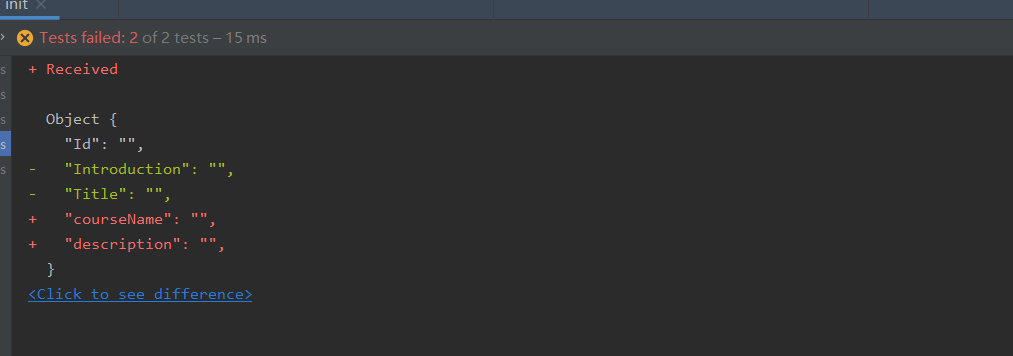 init ×
Tests failed: 2 of 2 tests – 15 ms
s + Received
s
s Object {
s "Id": "",
s - "Introduction": "",
- "Title": "",
+ "courseName": "",
+ "description": "",
}
<Click to see difference>